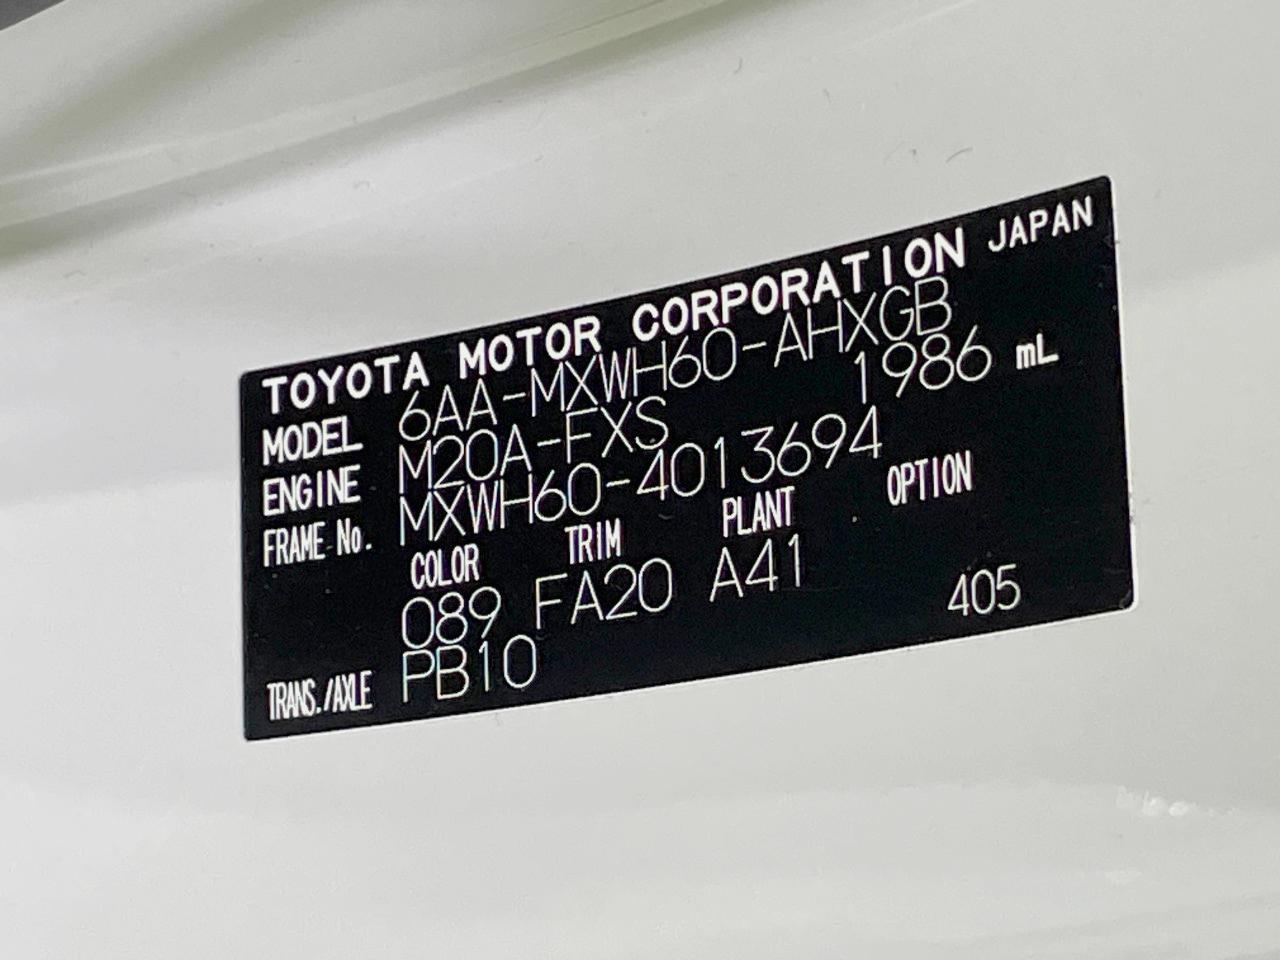 TOYOTA MOTOR CORPORATION JAPAN
MODEL 6AA-MXWH60-AHXGB
ENGINE M20A-FXS 1986 mL
FRAME No. MXWH60-4013694
COLOR TRIM PLANT OPTION
089 FA20 A41 405
TRANS./AXLE PB10